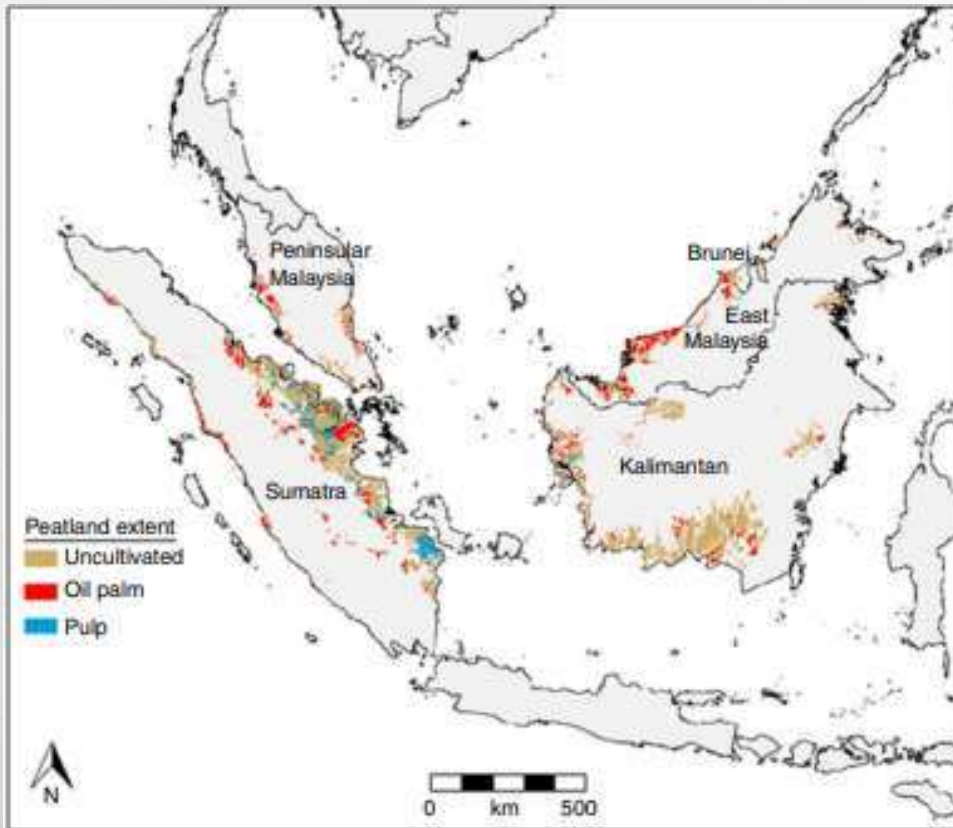 Peninsular
Malaysia
Brunei
East
Malaysia
Kalimantan
Sumatra
Peatland extent
Uncultivated
Oil palm
Pulp
N
0 km 500